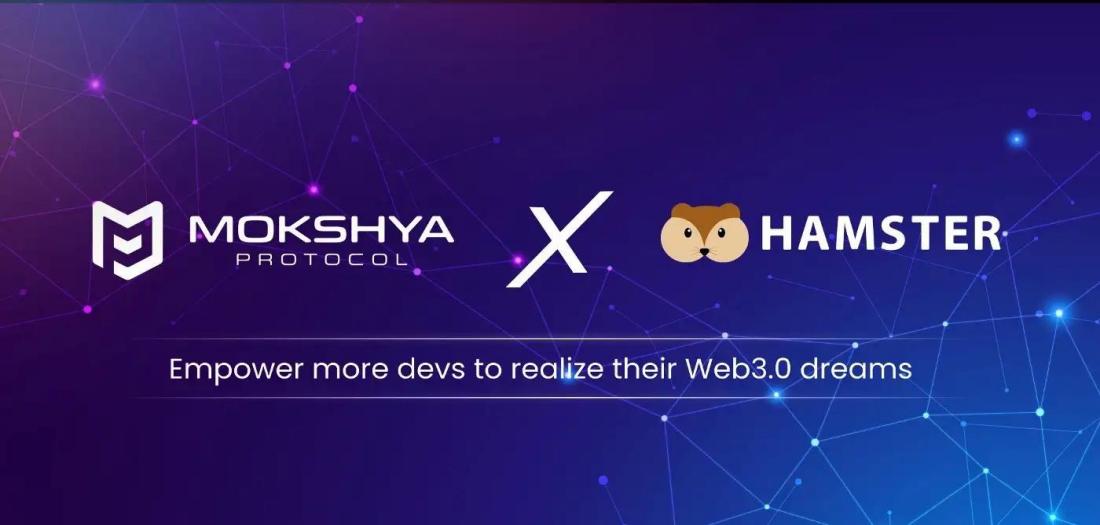 MOKSHYA
PROTOCOL
X
HAMSTER
Empower more devs to realize their Web3.0 dreams